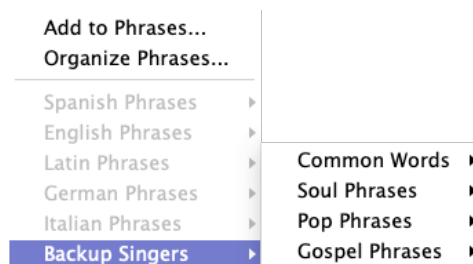 Add to Phrases...
Organize Phrases...
Spanish Phrases
English Phrases
Latin Phrases
German Phrases
Italian Phrases
Backup Singers
Common Words
Soul Phrases
Pop Phrases
Gospel Phrases